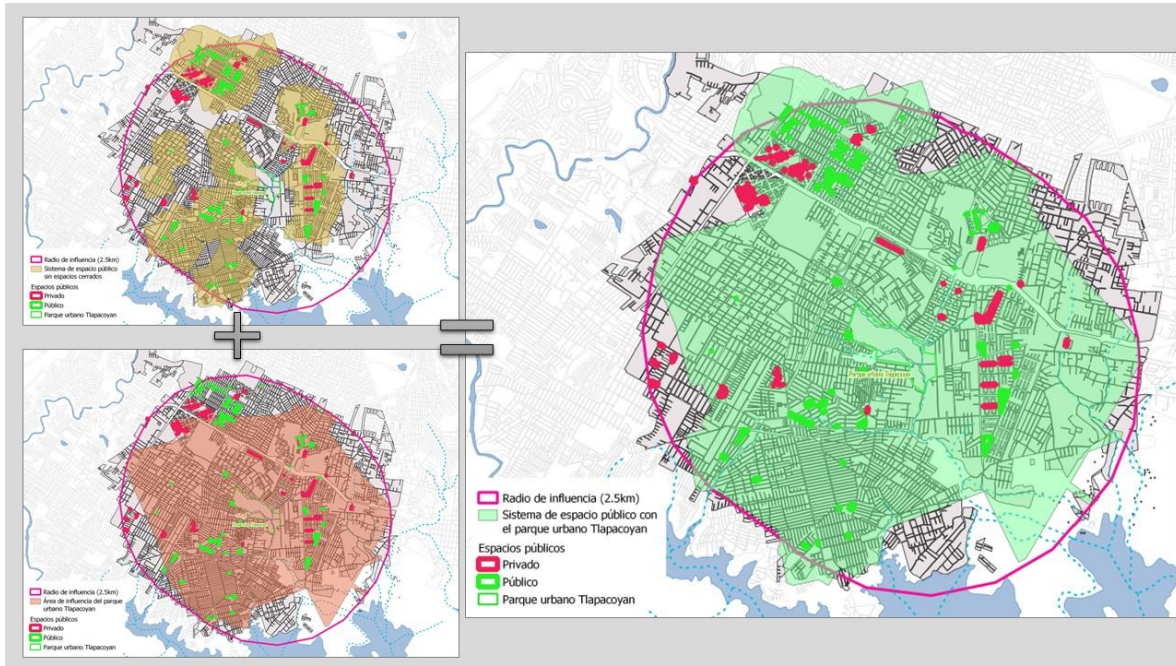 Radio de influencia (2.5km)
Sistema de espacio público
sin espacios cerrados
Espacios públicos
Privado
Público
Parque urbano Tlapacoyan
Radio de influencia (2.5km)
Área de influencia del parque
urbano Tlapacoyan
Espacios públicos
Privado
Público
Parque urbano Tlapacoyan
Parque urbano Tlapacoyan
Radio de influencia (2.5km)
Sistema de espacio público con
el parque urbano Tlapacoyan
Espacios públicos
Privado
Público
Parque urbano Tlapacoyan